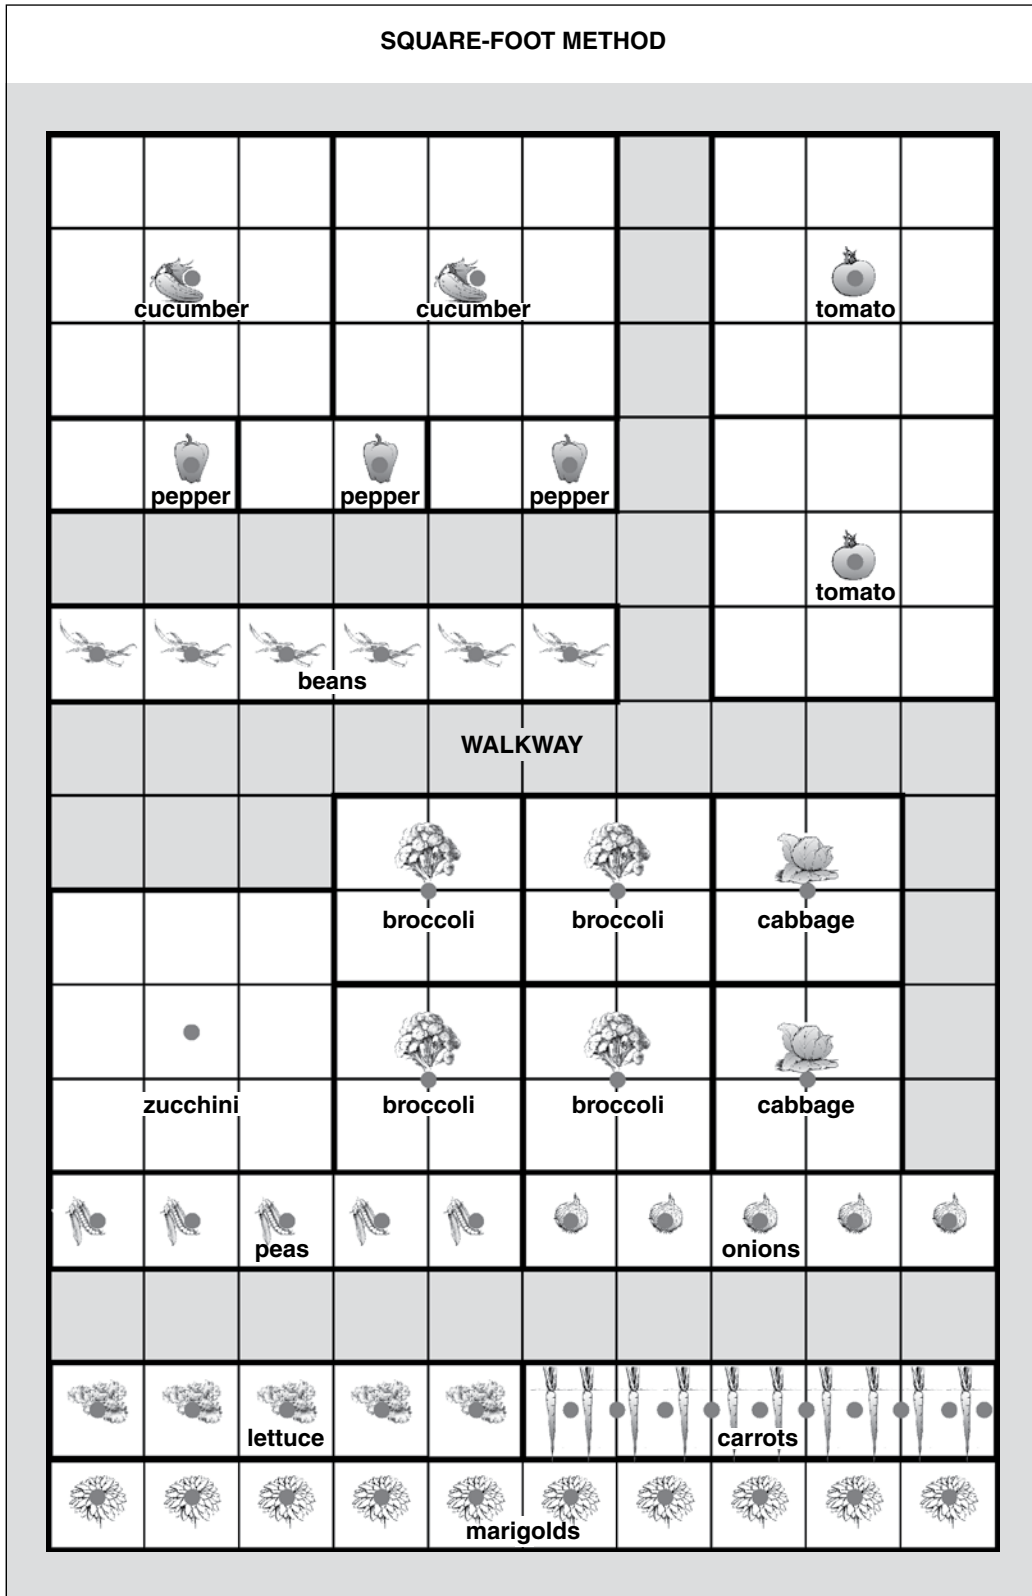 SQUARE-FOOT METHOD
cucumber cucumber tomato
pepper pepper pepper
tomato
beans
WALKWAY
broccoli broccoli cabbage
zucchini broccoli broccoli cabbage
peas onions
lettuce carrots
marigolds